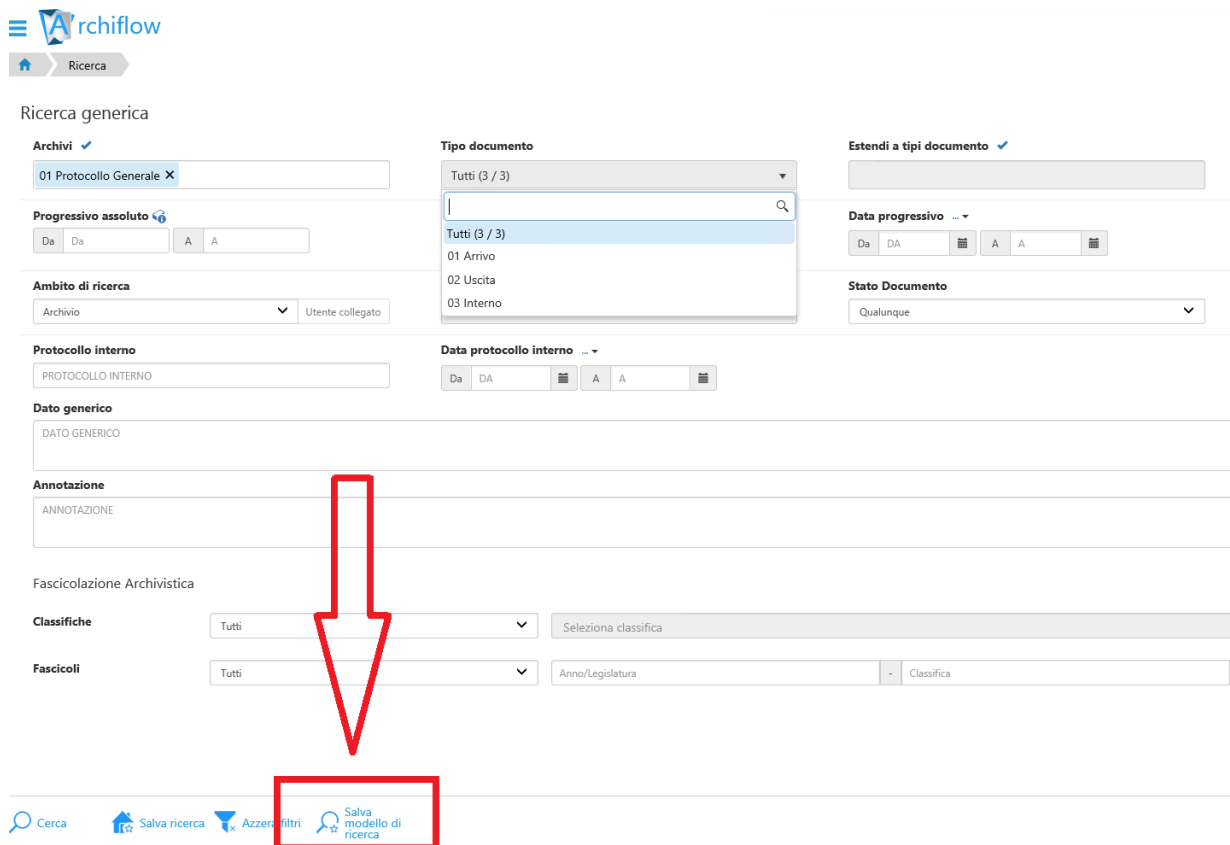 Archiflow
Ricerca
Ricerca generica
Archivi
Tipo documento
Estendi a tipi documento
01 Protocollo Generale
Tutti (3 / 3)
Tutti (3 / 3)
01 Arrivo
02 Uscita
03 Interno
Progressivo assoluto
Data progressivo ...
Da Da A A
Da DA A A
Ambito di ricerca
Stato Documento
Archivio Utente collegato
Qualunque
Protocollo interno
Data protocollo interno ...
PROTOCOLLO INTERNO
Da DA A A
Dato generico
DATO GENERICO
Annotazione
ANNOTAZIONE
Fascicolazione Archivistica
Classifiche Tutti Seleziona classifica
Fascicoli Tutti Anno/Legislatura - Classifica
Cerca
Salva ricerca
Azzera filtri
Salva
modello di
ricerca